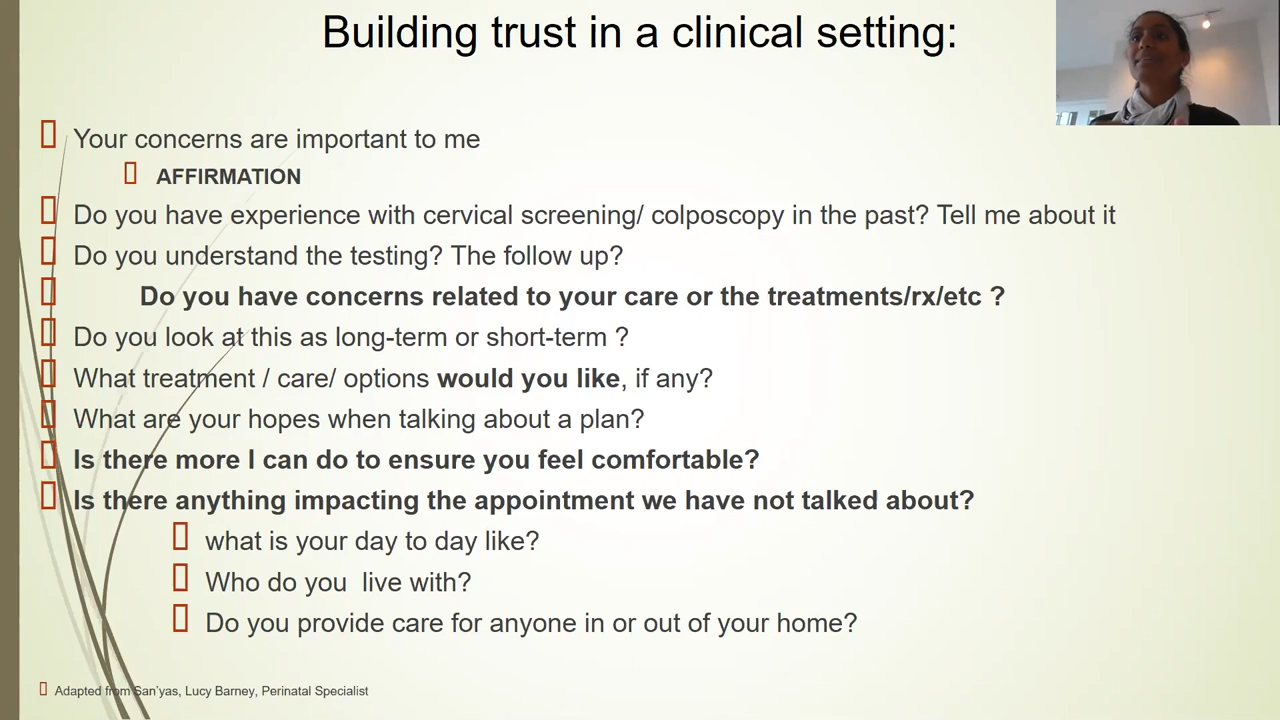 Building trust in a clinical setting:
Your concerns are important to me
AFFIRMATION
Do you have experience with cervical screening/ colposcopy in the past? Tell me about it
Do you understand the testing? The follow up?
Do you have concerns related to your care or the treatments/rx/etc ?
Do you look at this as long-term or short-term ?
What treatment / care/ options would you like, if any?
What are your hopes when talking about a plan?
Is there more I can do to ensure you feel comfortable?
Is there anything impacting the appointment we have not talked about?
what is your day to day like?
Who do you  live with?
Do you provide care for anyone in or out of your home?
Adapted from San'yas, Lucy Barney, Perinatal Specialist